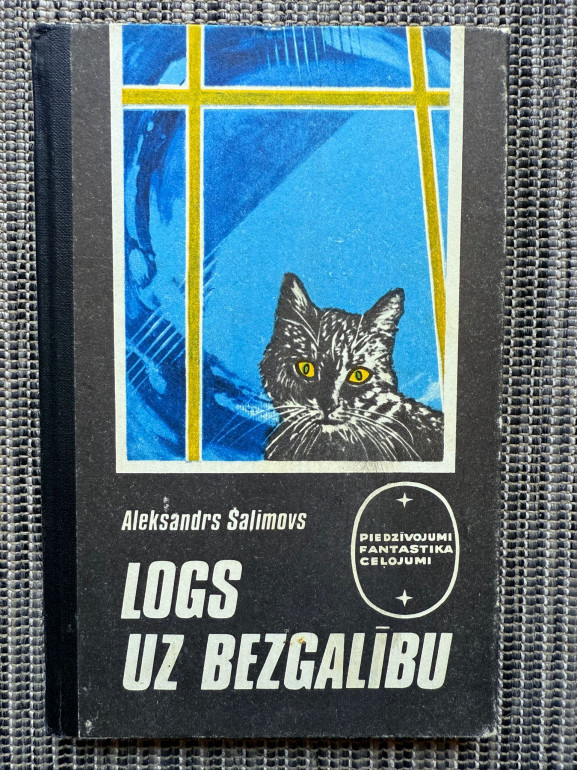 Aleksandrs Šalimovs
PIEDZĪVOJUMI
FANTASTIKA
CEĻOJUMI
LOGS
UZ BEZGALĪBU